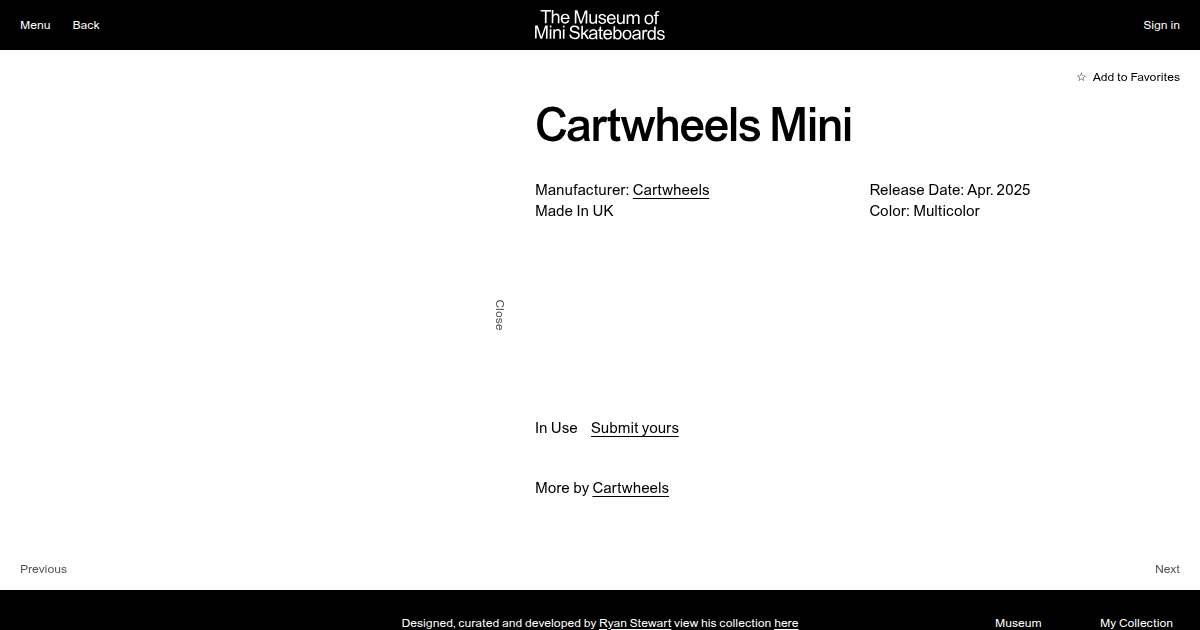 Menu
Back
The Museum of
Mini Skateboards
Sign in
☆ Add to Favorites
Cartwheels Mini
Manufacturer: Cartwheels
Made In UK
Release Date: Apr. 2025
Color: Multicolor
Close
In Use Submit yours
More by Cartwheels
Previous
Next
Designed, curated and developed by Ryan Stewart view his collection here
Museum
My Collection